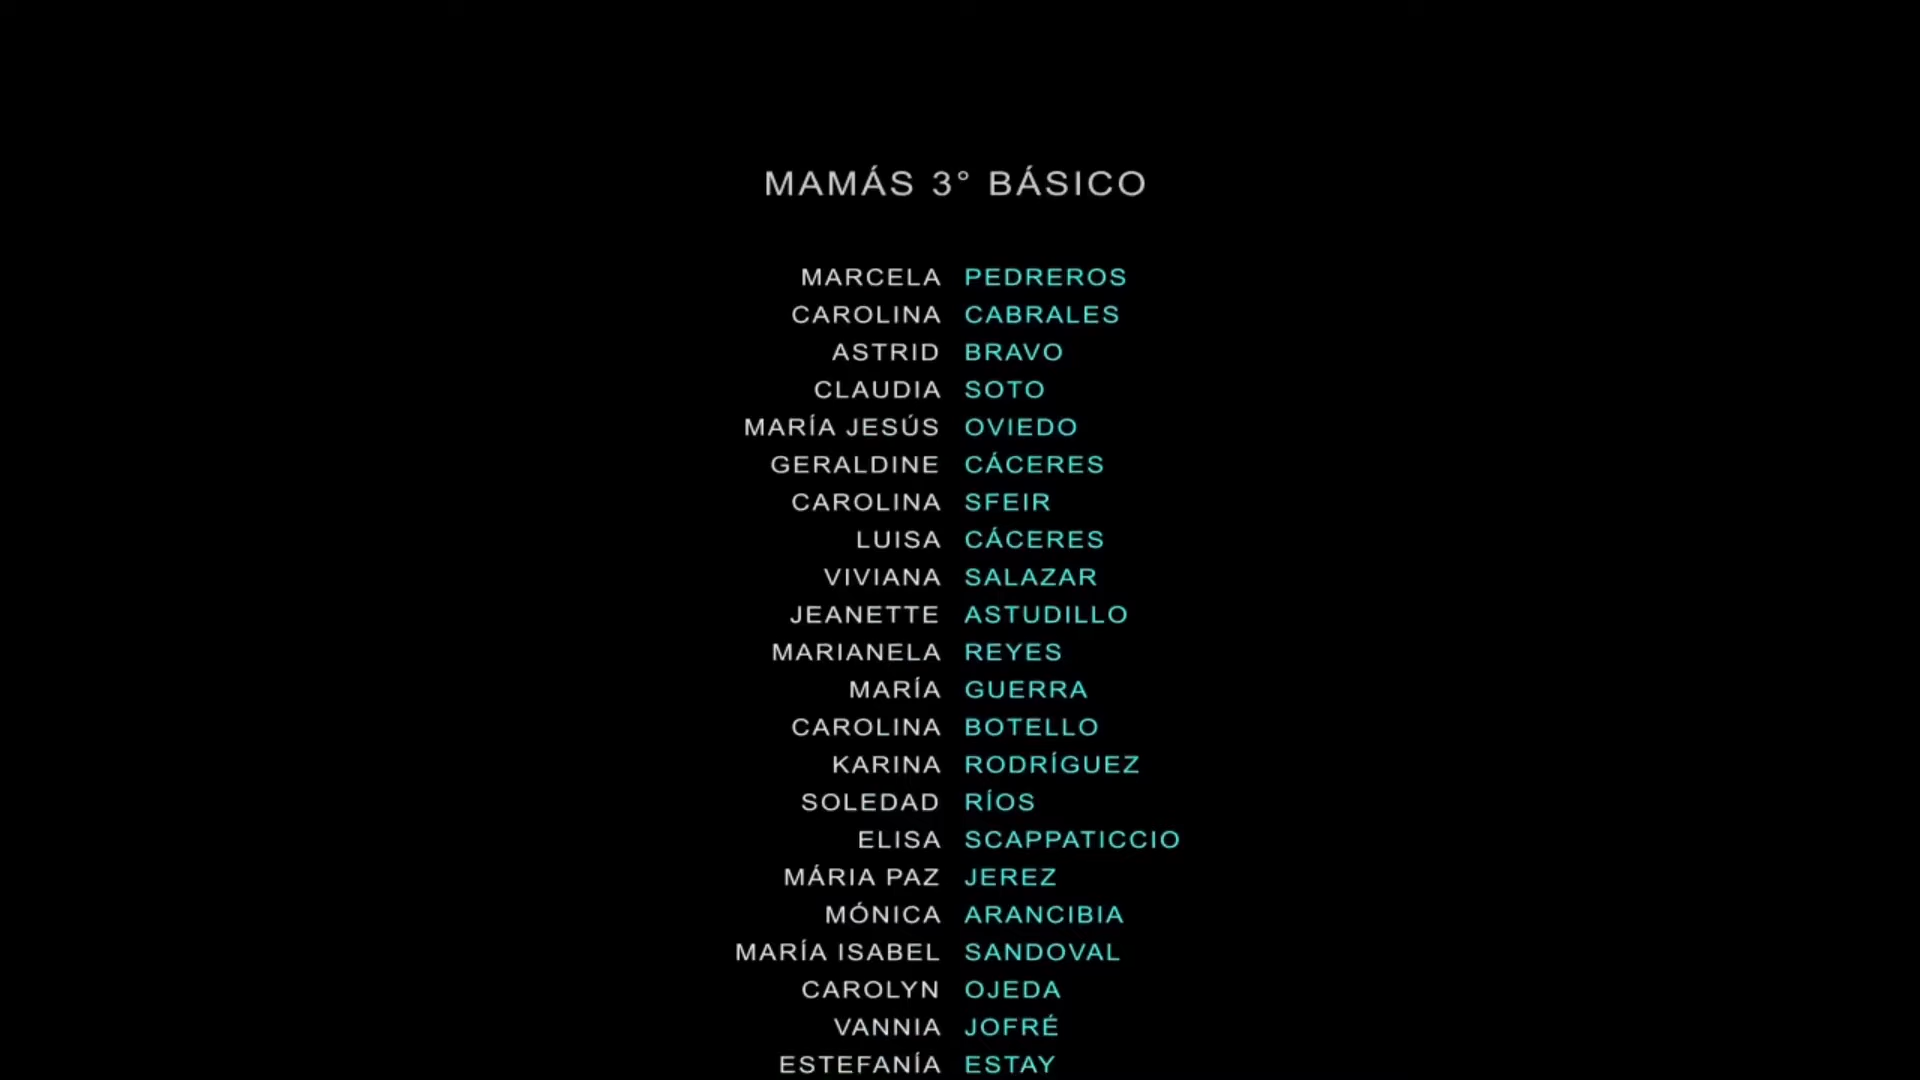 MAMÁS 3° BÁSICO
MARCELA PEDREROS
CAROLINA CABRALES
ASTRID BRAVO
CLAUDIA SOTO
MARÍA JESÚS OVIEDO
GERALDINE CÁCERES
CAROLINA SFEIR
LUISA CÁCERES
VIVIANA SALAZAR
JEANETTE ASTUDILLO
MARIANELA REYES
MARÍA GUERRA
CAROLINA BOTELLO
KARINA RODRÍGUEZ
SOLEDAD RÍOS
ELISA SCAPPATICCIO
MÁRIA PAZ JEREZ
MÓNICA ARANCIBIA
MARÍA ISABEL SANDOVAL
CAROLYN OJEDA
VANNIA JOFRÉ
ESTEFANÍA ESTAY